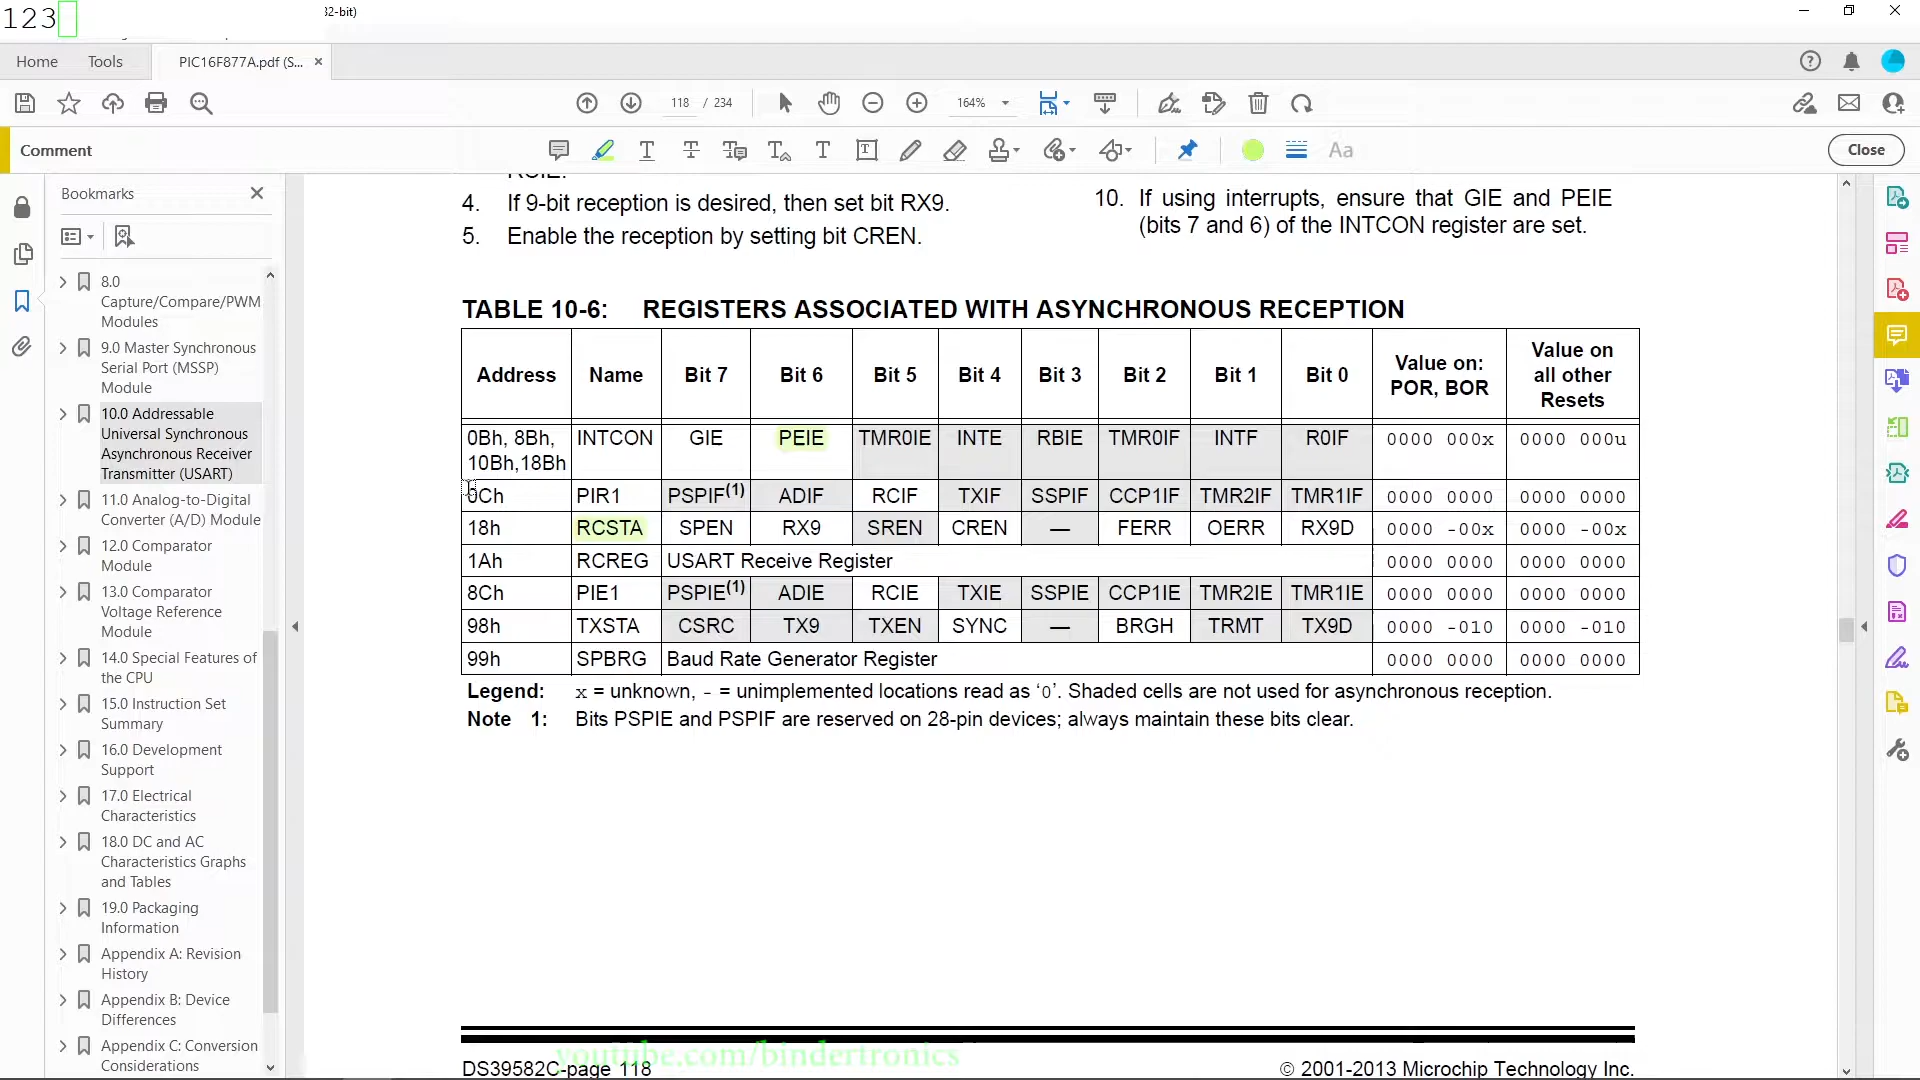 123
32-bit)
Home
Tools
PIC16F877A.pdf (S...
118 / 234
164%
Comment
Aa
Close
Bookmarks
8.0
Capture/Compare/PWM
Modules
9.0 Master Synchronous
Serial Port (MSSP)
Module
10.0 Addressable
Universal Synchronous
Asynchronous Receiver
Transmitter (USART)
11.0 Analog-to-Digital
Converter (A/D) Module
12.0 Comparator
Module
13.0 Comparator
Voltage Reference
Module
14.0 Special Features of
the CPU
15.0 Instruction Set
Summary
16.0 Development
Support
17.0 Electrical
Characteristics
18.0 DC and AC
Characteristics Graphs
and Tables
19.0 Packaging
Information
Appendix A: Revision
History
Appendix B: Device
Differences
Appendix C: Conversion
Considerations
RCIE.
4. If 9-bit reception is desired, then set bit RX9.
5. Enable the reception by setting bit CREN.
10. If using interrupts, ensure that GIE and PEIE
(bits 7 and 6) of the INTCON register are set.
TABLE 10-6: REGISTERS ASSOCIATED WITH ASYNCHRONOUS RECEPTION
Address Name Bit 7 Bit 6 Bit 5 Bit 4 Bit 3 Bit 2 Bit 1 Bit 0 Value on: POR, BOR Value on all other Resets
0Bh, 8Bh, 10Bh,18Bh INTCON GIE PEIE TMR0IE INTE RBIE TMR0IF INTF R0IF 0000 000x 0000 000u
0Ch PIR1 PSPIF(1) ADIF RCIF TXIF SSPIF CCP1IF TMR2IF TMR1IF 0000 0000 0000 0000
18h RCSTA SPEN RX9 SREN CREN — FERR OERR RX9D 0000 -00x 0000 -00x
1Ah RCREG USART Receive Register 0000 0000 0000 0000
8Ch PIE1 PSPIE(1) ADIE RCIE TXIE SSPIE CCP1IE TMR2IE TMR1IE 0000 0000 0000 0000
98h TXSTA CSRC TX9 TXEN SYNC — BRGH TRMT TX9D 0000 -010 0000 -010
99h SPBRG Baud Rate Generator Register 0000 0000 0000 0000
Legend: x = unknown, - = unimplemented locations read as ‘0’. Shaded cells are not used for asynchronous reception.
Note 1: Bits PSPIE and PSPIF are reserved on 28-pin devices; always maintain these bits clear.
youtube.com/bindertronics
DS39582C-page 118
© 2001-2013 Microchip Technology Inc.